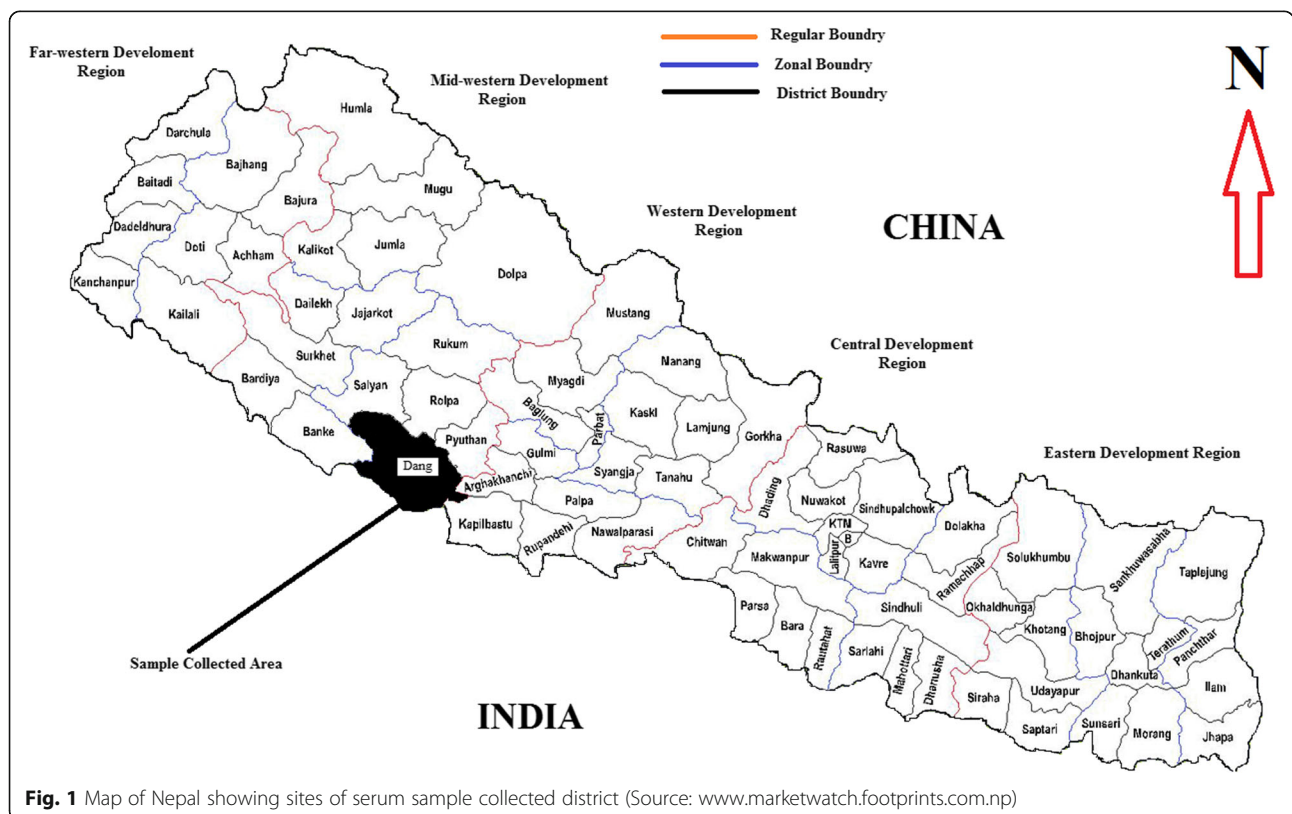 Far-western Develoment
Region
Mid-western Development
Region
Regular Boundry
Zonal Boundry
District Boundry
N
Western Development
Region
CHINA
Central Development
Region
Eastern Development Region
Humla
Darchula
Bajhang
Baitadi
Bajura
Mugu
Dadeldhura
Doti
Achham
Kalikot
Jumla
Kanchanpur
Dolpa
Kailali
Dailekh
Jajarkot
Mustang
Surkhet
Rukum
Nanang
Bardiya
Salyan
Myagdi
Banke
Rolpa
Baglung
Parbat
Kaski
Lamjung
Gorkha
Pyuthan
Gulmi
Rasuwa
Dang
Arghakhanchi
Syangja
Tanahu
Dhading
Nuwakot
Sindhupalchowk
Palpa
Kapilbastu
Rupandehi
Nawalparasi
Chitwan
KTM
B
Lalitpur
Kavre
Dolakha
Makwanpur
Ramechhap
Solukhumbu
Sankhuwasabha
Taplejung
Parsa
Bara
Rautahat
Sindhuli
Okhaldhunga
Khotang
Bhojpur
Terathum
Panchthar
Sarlahi
Mahottari
Dhanusha
Dhankuta
Ilam
Siraha
Udayapur
Saptari
Sunsari
Morang
Jhapa
Sample Collected Area
INDIA
Fig. 1 Map of Nepal showing sites of serum sample collected district (Source: www.marketwatch.footprints.com.np)